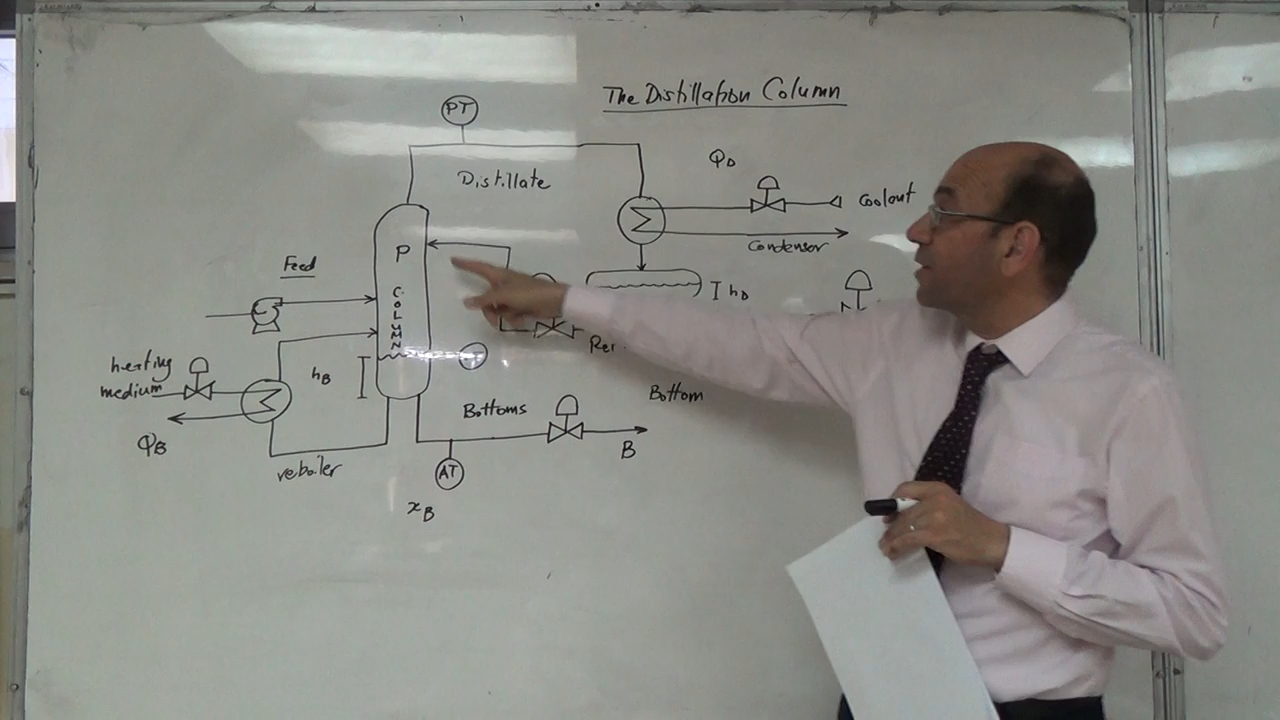 The Distillation Column
PT
QD
Distillate
Coolant
P
Condensor
Feed
COLUMN
hD
heating
medium
hB
Bottoms
Bottom
QB
B
reboiler
AT
xB